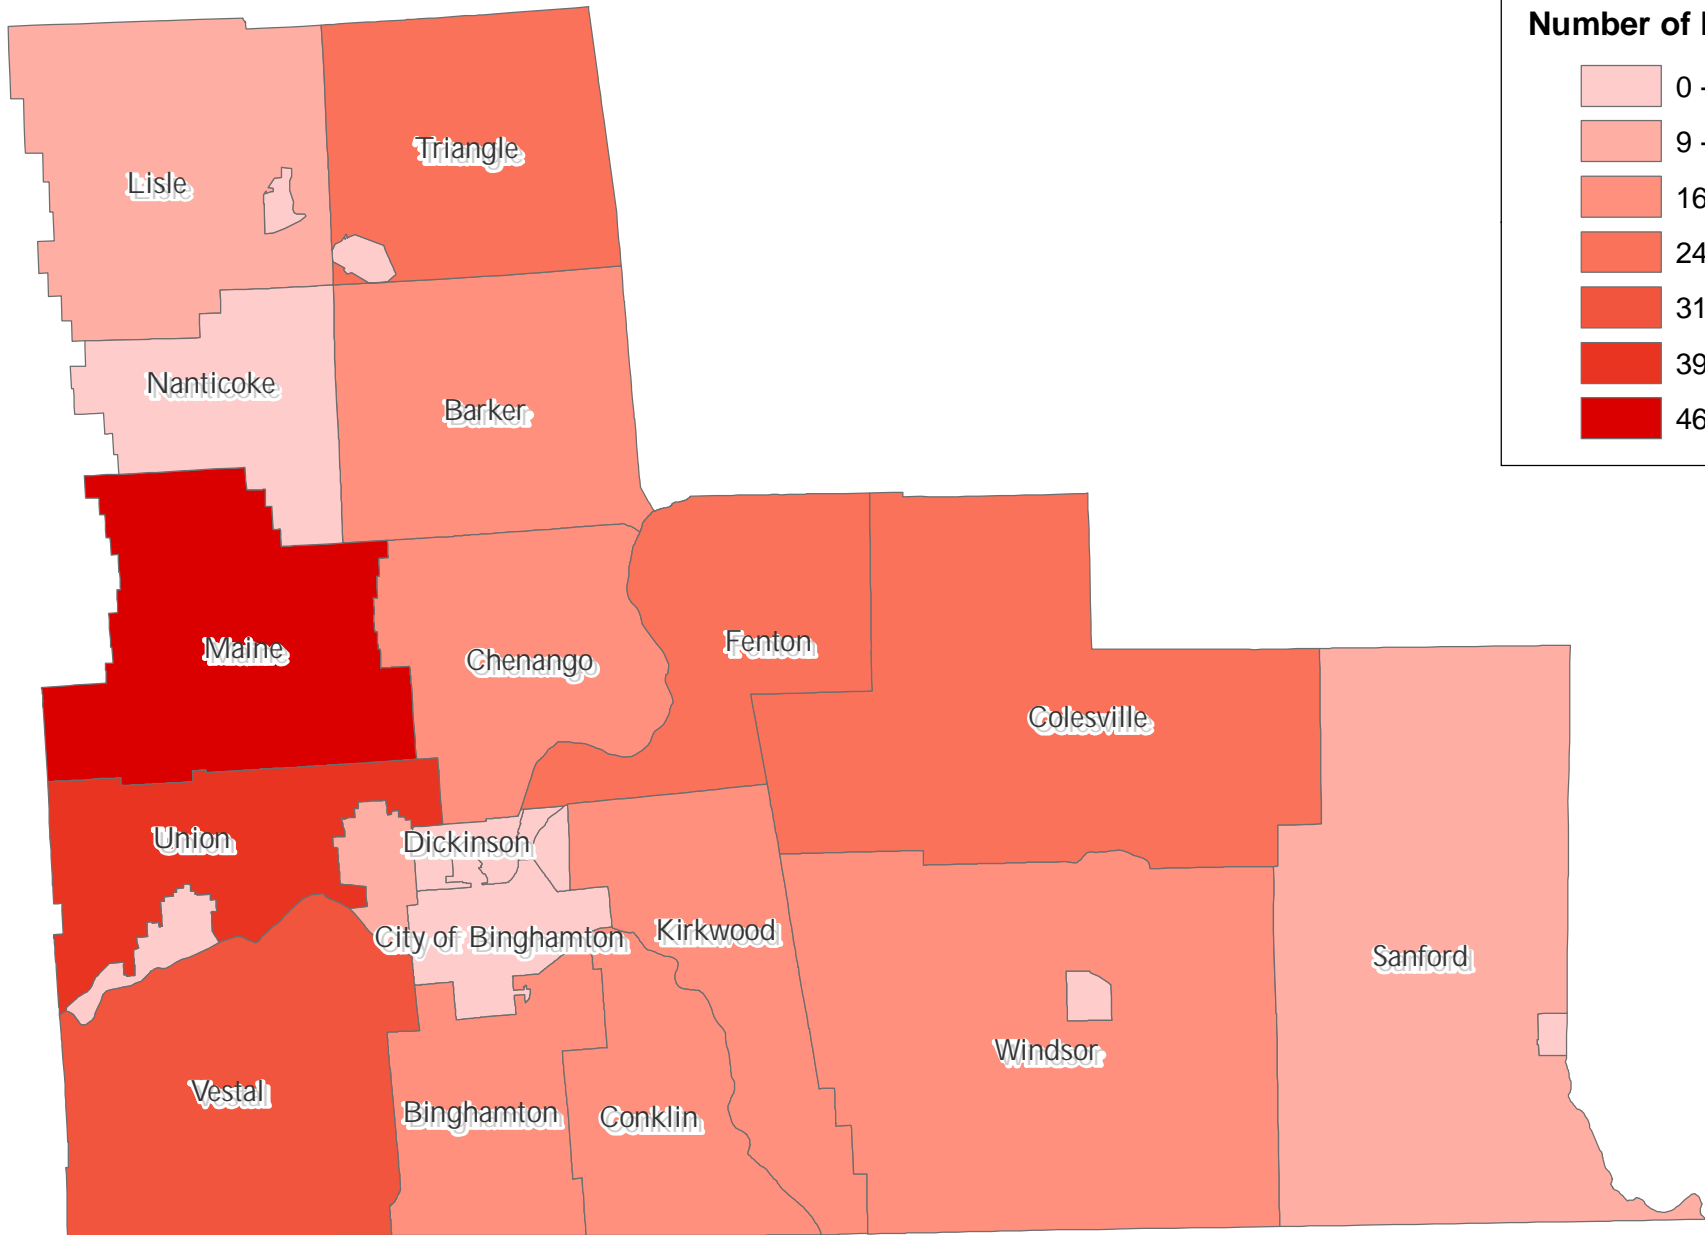 Number of
0 -
9 -
16
24
31
39
46
Triangle
Lisle
Nanticoke
Barker
Maine
Chenango
Fenton
Colesville
Union
Dickinson
City of Binghamton
Kirkwood
Sanford
Windsor
Vestal
Binghamton
Conklin